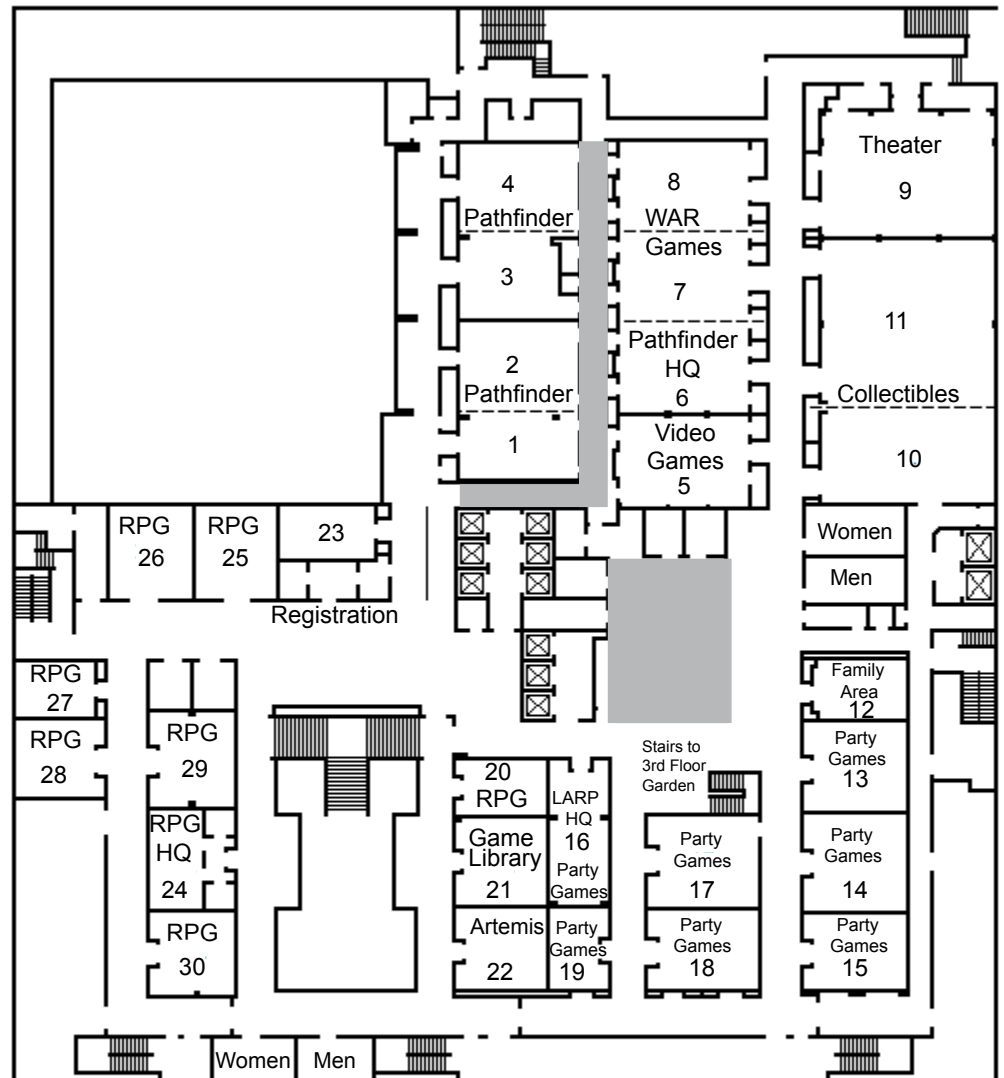 Theater
9
4
Pathfinder
3
8
WAR
Games
7
Pathfinder
HQ
6
11
Collectibles
10
2
Pathfinder
1
Video
Games
5
RPG
26
RPG
25
23
Registration
Women
Men
RPG
27
RPG
28
RPG
29
RPG
HQ
24
RPG
30
20
RPG
Game
Library
21
Artemis
22
LARP
HQ
16
Party
Games
Party
Games
19
Stairs to
3rd Floor
Garden
Party
Games
17
Party
Games
18
Family
Area
12
Party
Games
13
Party
Games
14
Party
Games
15
Women
Men